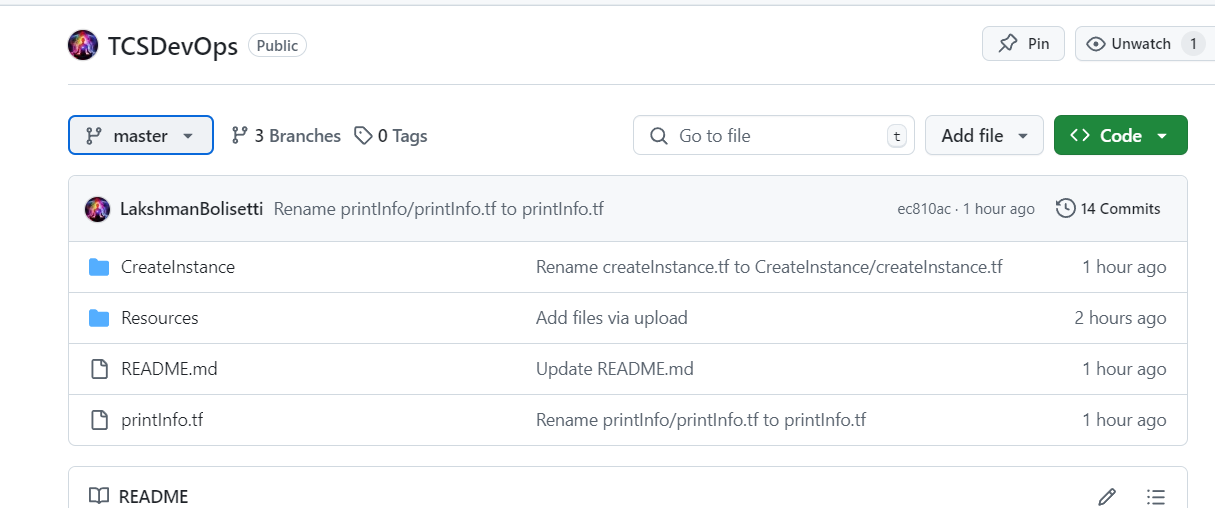 TCSDevOps Public Pin Unwatch 1
master 3 Branches 0 Tags Go to file t Add file Code
LakshmanBolisetti Rename printInfo/printInfo.tf to printInfo.tf ec810ac · 1 hour ago 14 Commits
CreateInstance Rename createInstance.tf to CreateInstance/createInstance.tf 1 hour ago
Resources Add files via upload 2 hours ago
README.md Update README.md 1 hour ago
printInfo.tf Rename printInfo/printInfo.tf to printInfo.tf 1 hour ago
README